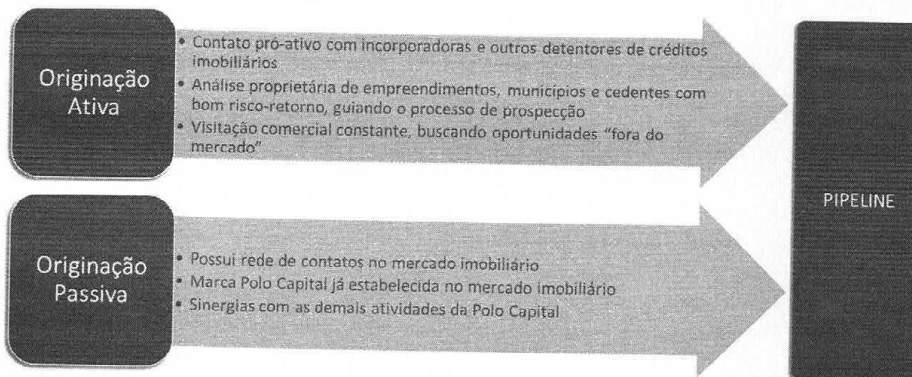 Originação
Ativa
• Contato pró-ativo com incorporadoras e outros detentores de créditos
imobiliários
• Análise proprietária de empreendimentos, municípios e cedentes com
bom risco-retorno, guiando o processo de prospecção
• Visitação comercial constante, buscando oportunidades “fora do
mercado”
Originação
Passiva
• Possui rede de contatos no mercado imobiliário
• Marca Polo Capital já estabelecida no mercado imobiliário
• Sinergias com as demais atividades da Polo Capital
PIPELINE